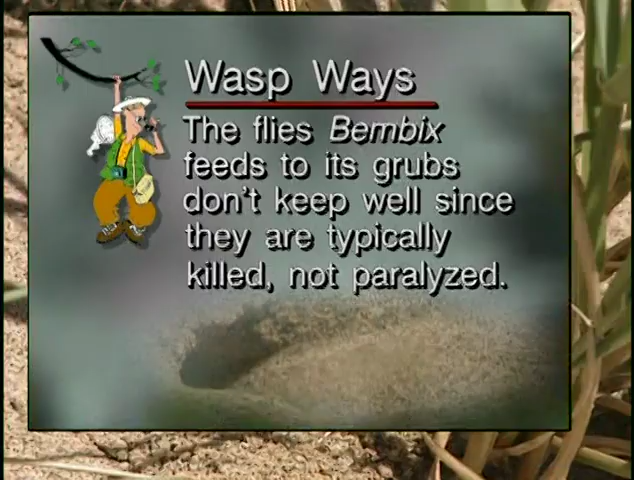 Wasp Ways
The flies Bembix
feeds to its grubs
don't keep well since
they are typically
killed, not paralyzed.